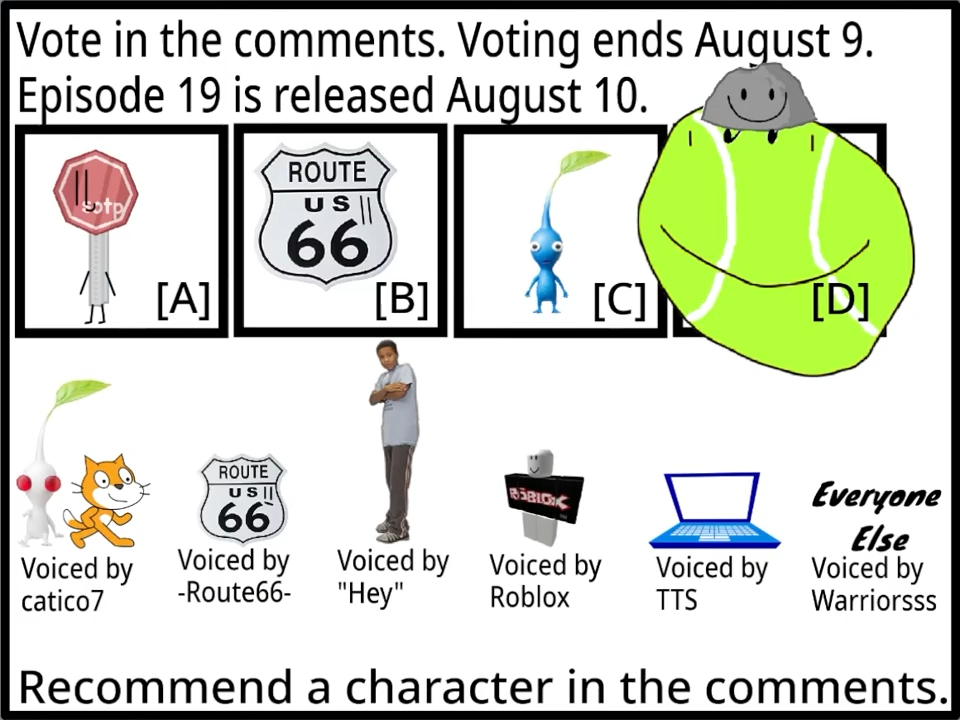 Vote in the comments. Voting ends August 9.
Episode 19 is released August 10.
sotp
[A]
ROUTE
US
66
[B]
[C]
[D]
ROUTE
US
66
ROBLOX
Everyone
Else
Voiced by
catico7
Voiced by
-Route66-
Voiced by
"Hey"
Voiced by
Roblox
Voiced by
TTS
Voiced by
Warriorsss
Recommend a character in the comments.